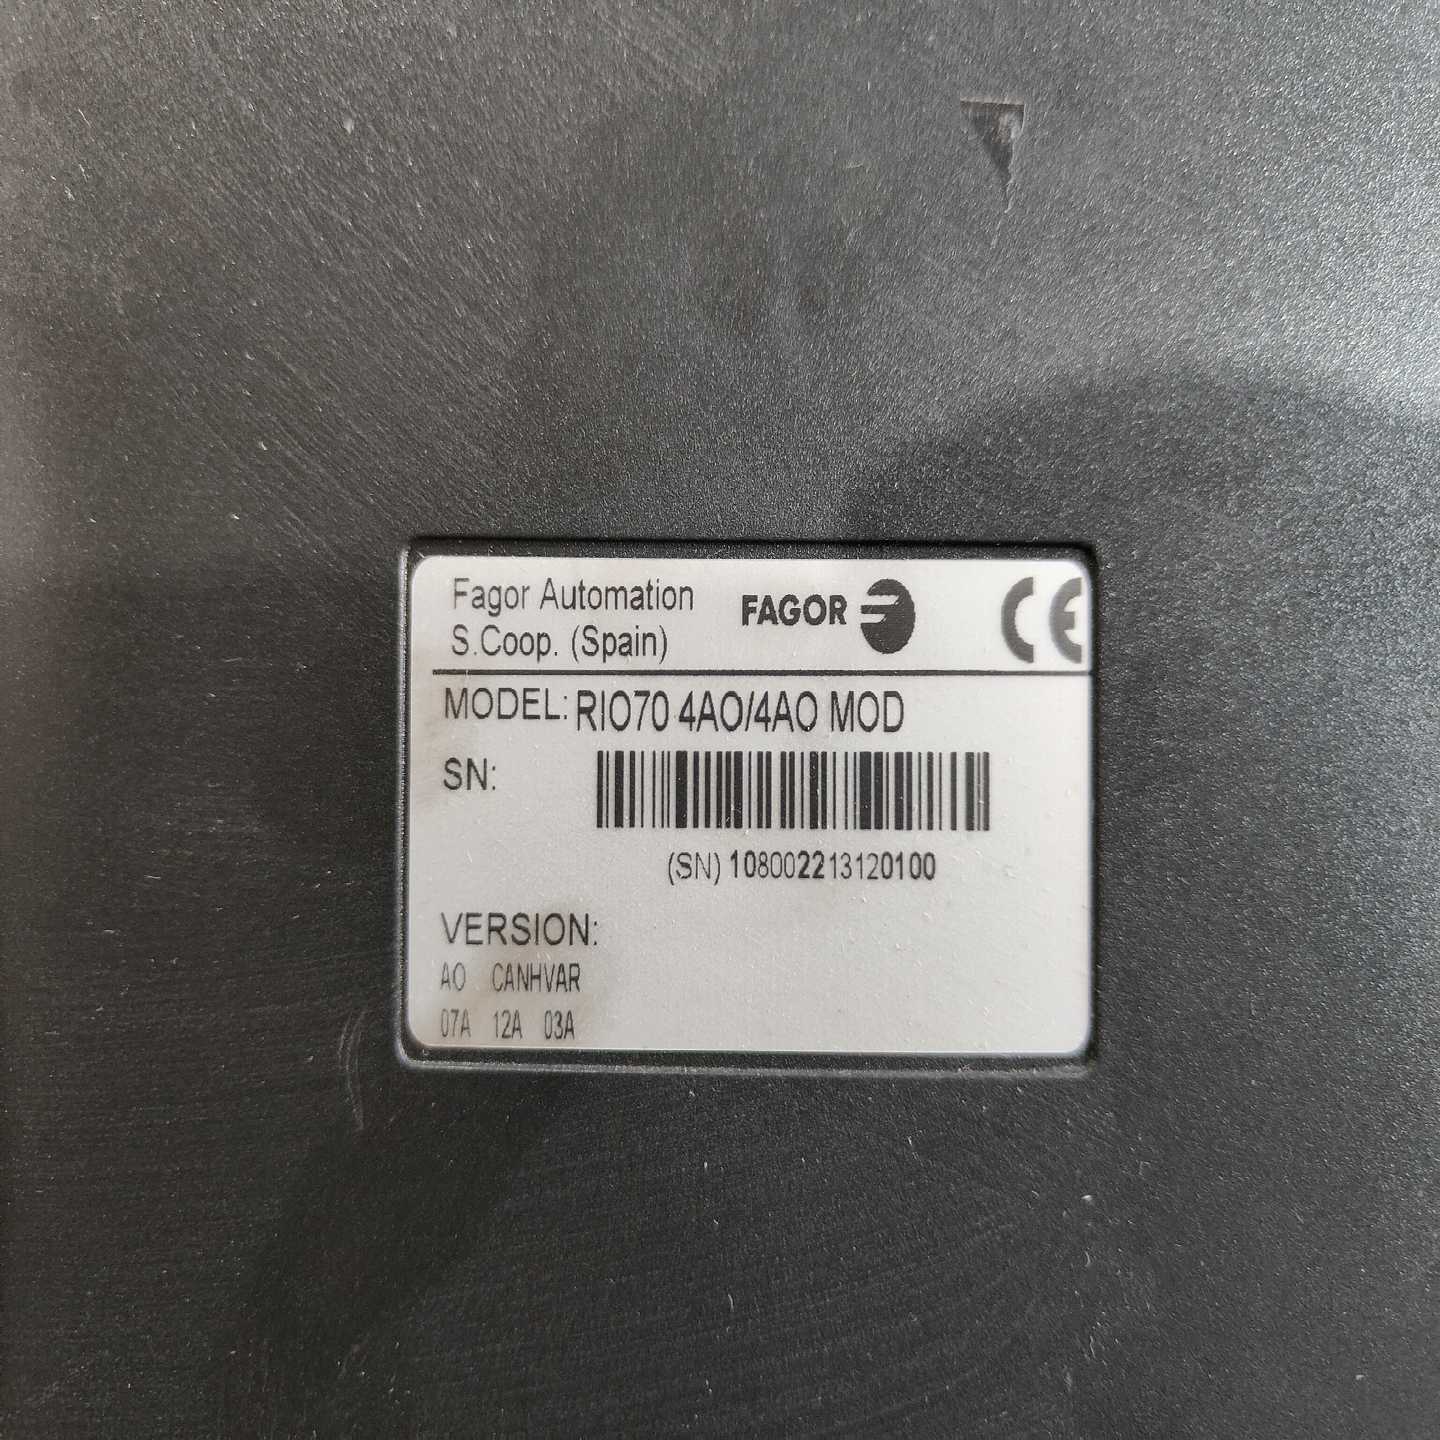 Fagor Automation
S.Coop. (Spain)
FAGOR
CE
MODEL: RIO70 4AO/4AO MOD
SN:
(SN) 108002213120100
VERSION:
AO CANHVAR
07A 12A 03A